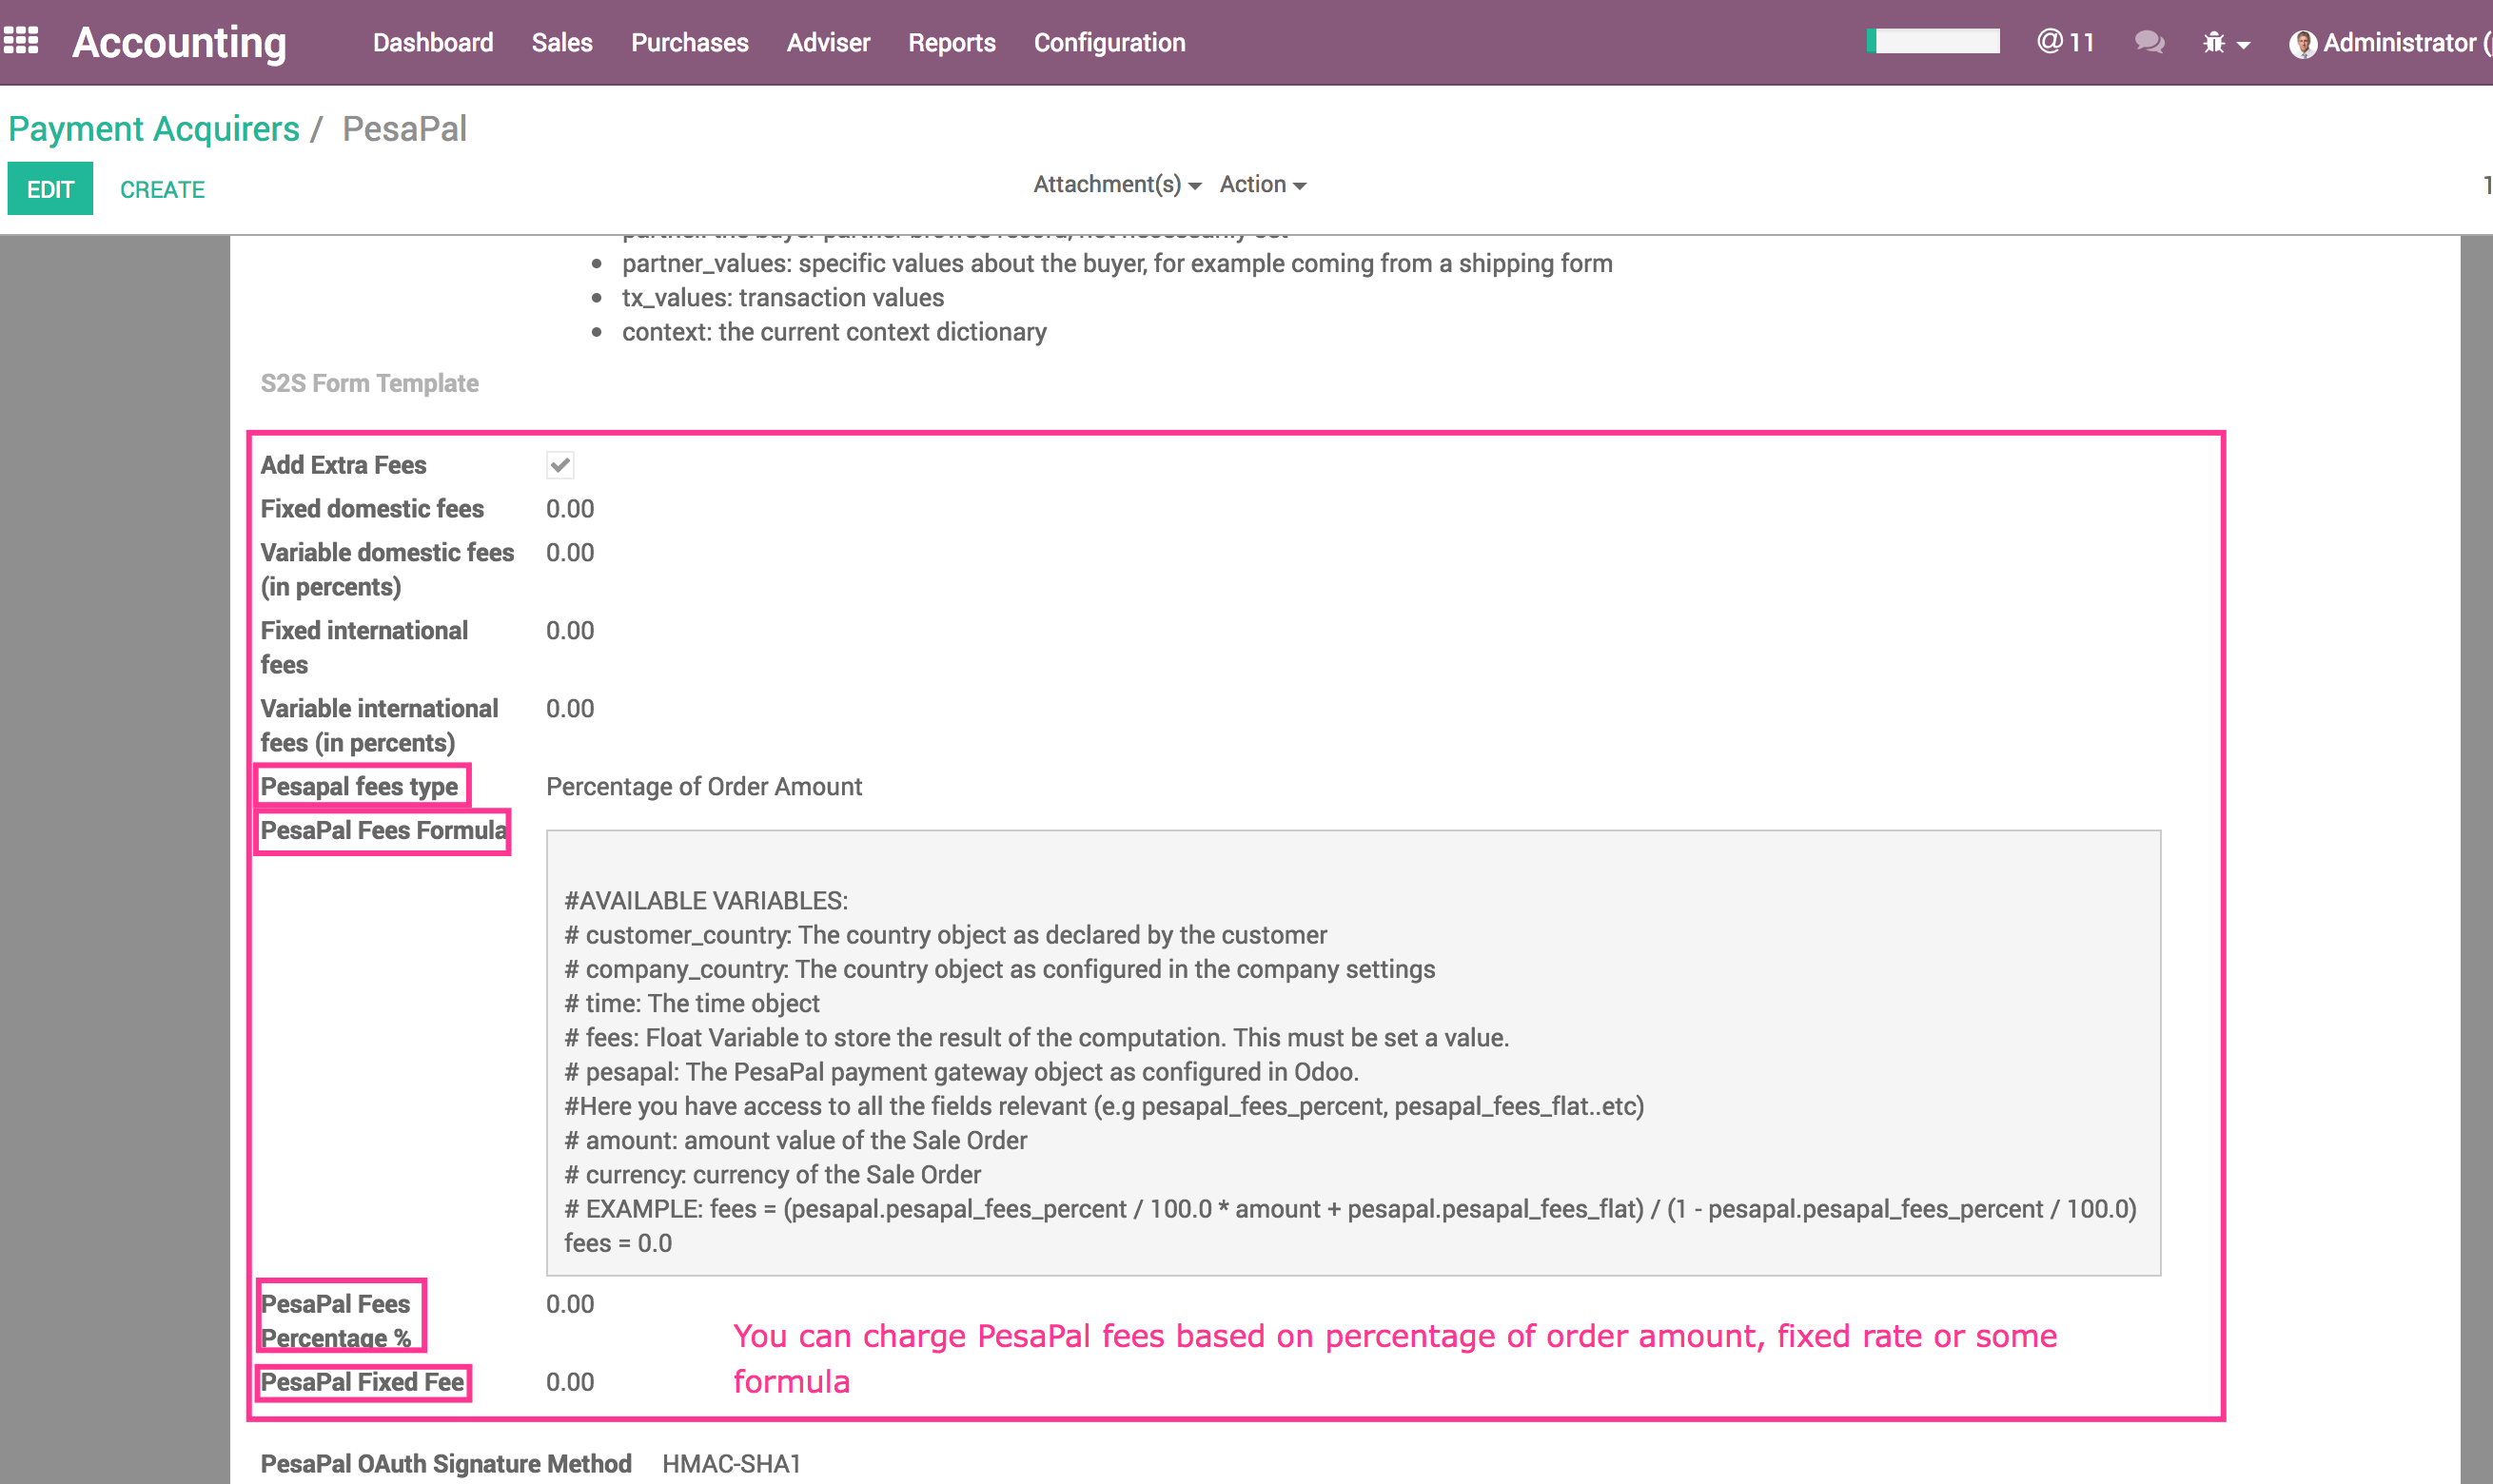 Accounting Dashboard Sales Purchases Adviser Reports Configuration @ 11 Administrator (
Payment Acquirers / PesaPal
EDIT CREATE Attachment(s) Action 1
partner: the buyer partner browse record, not necessarily set
partner_values: specific values about the buyer, for example coming from a shipping form
tx_values: transaction values
context: the current context dictionary
S2S Form Template
Add Extra Fees
Fixed domestic fees 0.00
Variable domestic fees 0.00
(in percents)
Fixed international 0.00
fees
Variable international 0.00
fees (in percents)
Pesapal fees type Percentage of Order Amount
PesaPal Fees Formula
#AVAILABLE VARIABLES:
# customer_country: The country object as declared by the customer
# company_country: The country object as configured in the company settings
# time: The time object
# fees: Float Variable to store the result of the computation. This must be set a value.
# pesapal: The PesaPal payment gateway object as configured in Odoo.
#Here you have access to all the fields relevant (e.g pesapal_fees_percent, pesapal_fees_flat..etc)
# amount: amount value of the Sale Order
# currency: currency of the Sale Order
# EXAMPLE: fees = (pesapal.pesapal_fees_percent / 100.0 * amount + pesapal.pesapal_fees_flat) / (1 - pesapal.pesapal_fees_percent / 100.0)
fees = 0.0
PesaPal Fees 0.00
Percentage %
You can charge PesaPal fees based on percentage of order amount, fixed rate or some
formula
PesaPal Fixed Fee 0.00
PesaPal OAuth Signature Method HMAC-SHA1